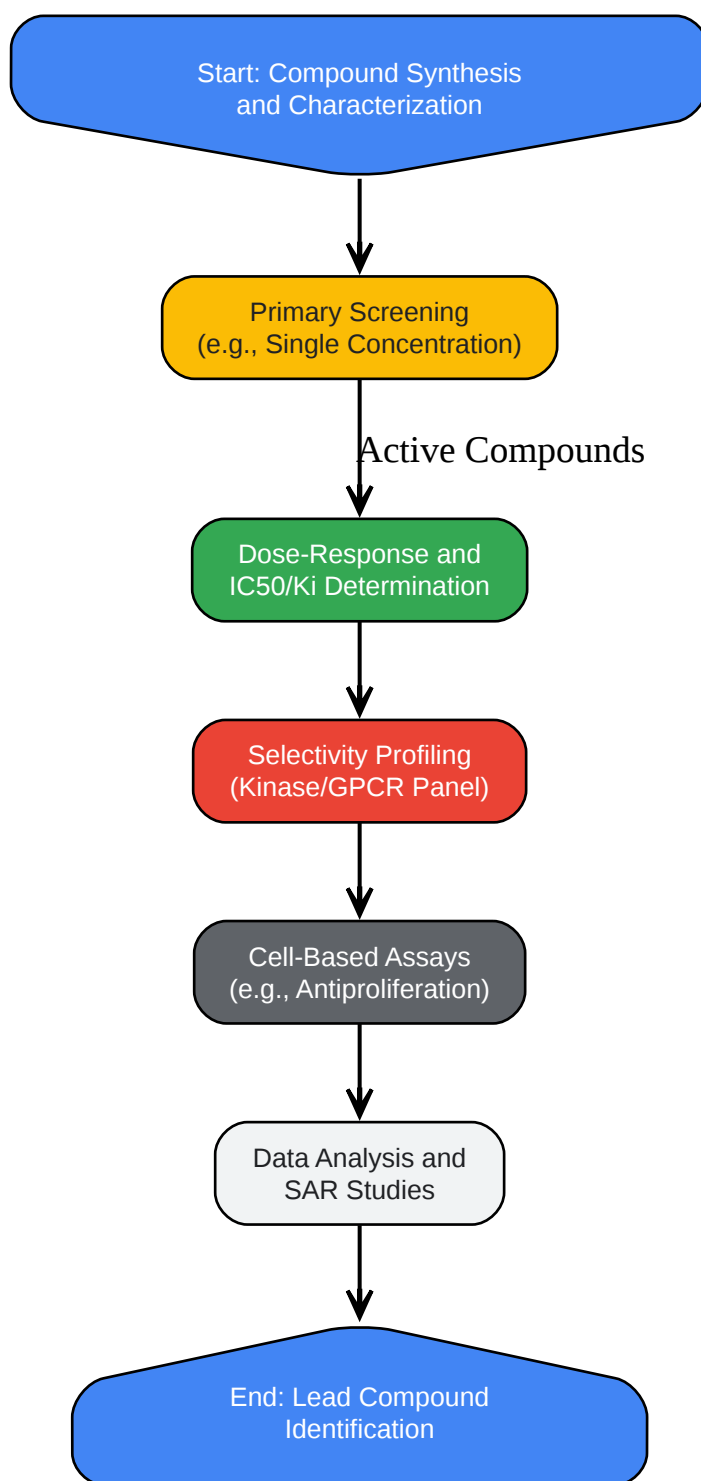 Start: Compound Synthesis
and Characterization
Primary Screening
(e.g., Single Concentration)
Active Compounds
Dose-Response and
IC50/Ki Determination
Selectivity Profiling
(Kinase/GPCR Panel)
Cell-Based Assays
(e.g., Antiproliferation)
Data Analysis and
SAR Studies
End: Lead Compound
Identification